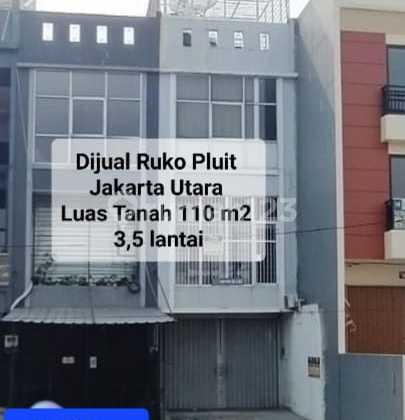 Dijual Ruko Pluit
Jakarta Utara
Luas Tanah 110 m2
3,5 lantai